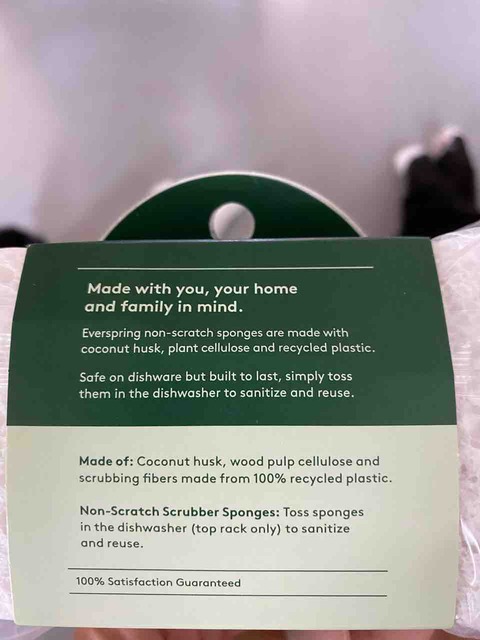 Made with you, your home
and family in mind.
Everspring non-scratch sponges are made with
coconut husk, plant cellulose and recycled plastic.
Safe on dishware but built to last, simply toss
them in the dishwasher to sanitize and reuse.
Made of: Coconut husk, wood pulp cellulose and
scrubbing fibers made from 100% recycled plastic.
Non-Scratch Scrubber Sponges: Toss sponges
in the dishwasher (top rack only) to sanitize
and reuse.
100% Satisfaction Guaranteed